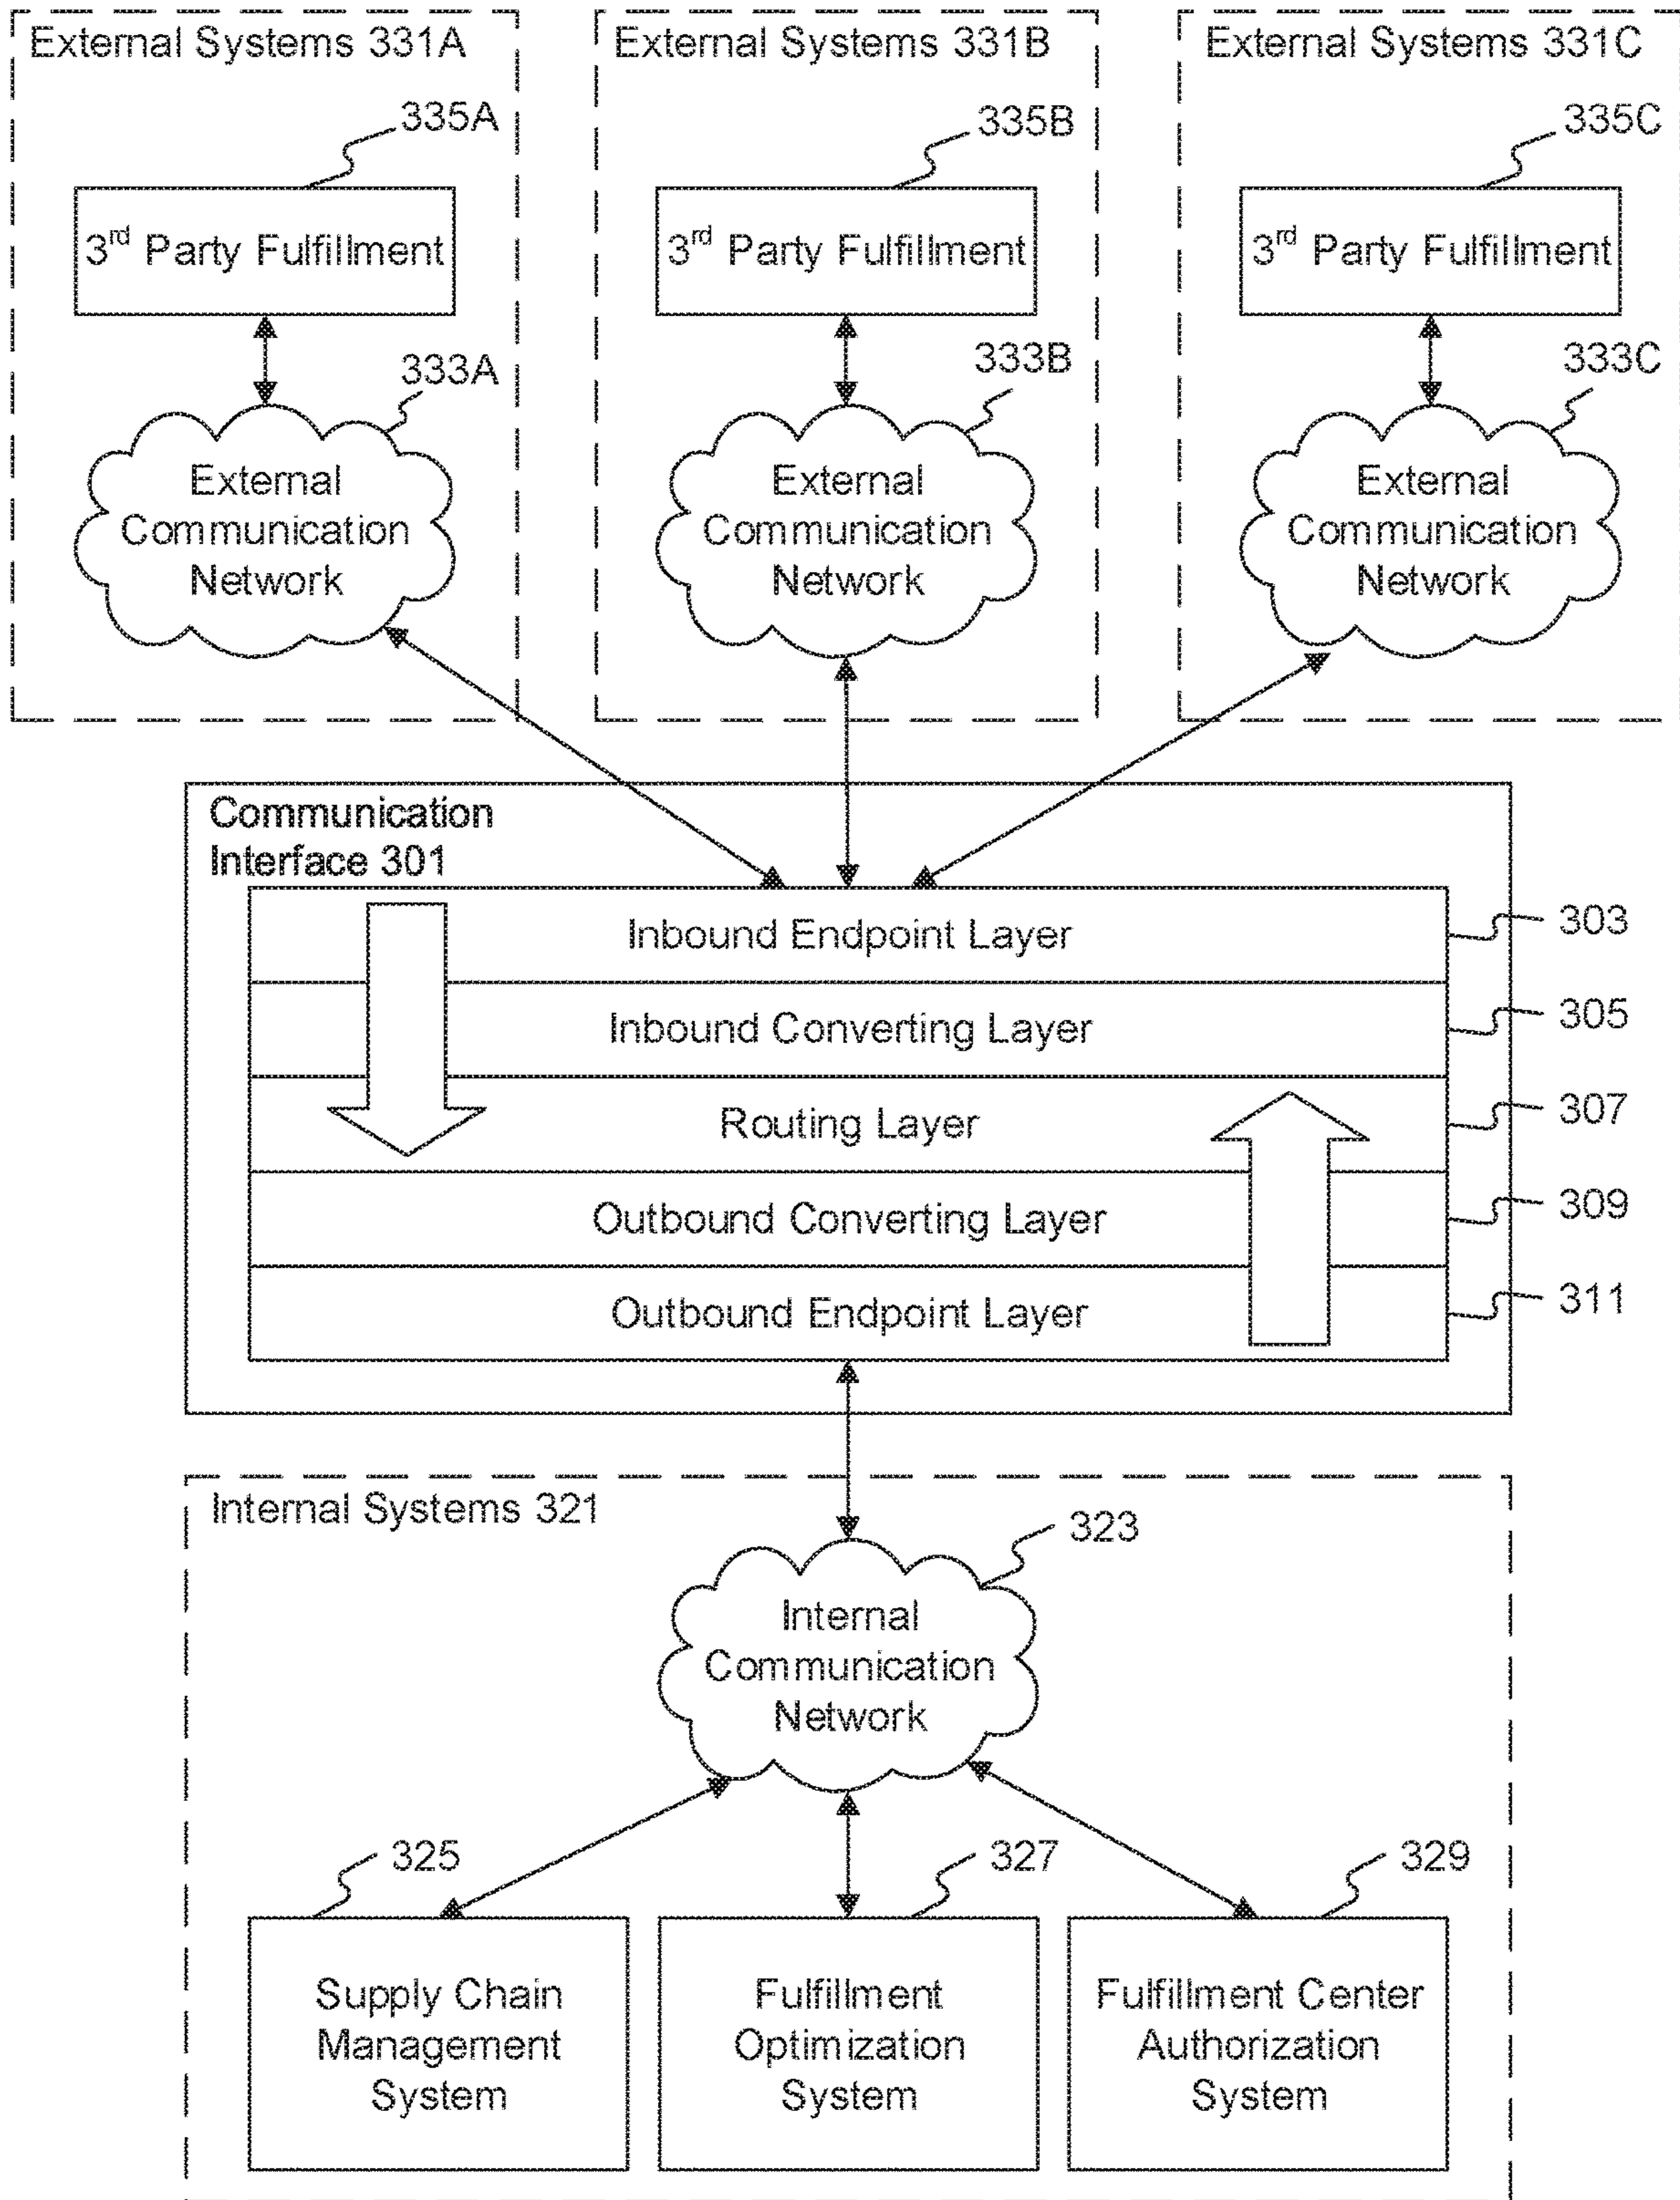 External Systems 331A
External Systems 331B
External Systems 331C
335A
335B
335C
3rd Party Fulfillment
3rd Party Fulfillment
3rd Party Fulfillment
333A
333B
333C
External
Communication
Network
External
Communication
Network
External
Communication
Network
Communication
Interface 301
Inbound Endpoint Layer
303
Inbound Converting Layer
305
Routing Layer
307
Outbound Converting Layer
309
Outbound Endpoint Layer
311
Internal Systems 321
323
Internal
Communication
Network
325
327
329
Supply Chain
Management
System
Fulfillment
Optimization
System
Fulfillment Center
Authorization
System